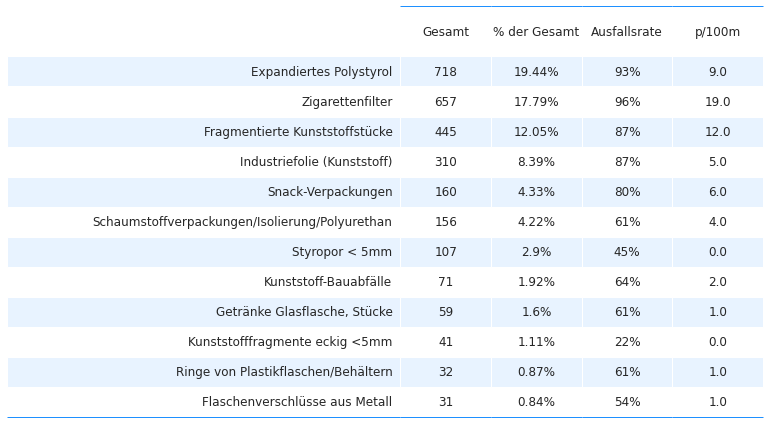 Gesamt % der Gesamt Ausfallsrate p/100m
Expandiertes Polystyrol 718 19.44% 93% 9.0
Zigarettenfilter 657 17.79% 96% 19.0
Fragmentierte Kunststoffstücke 445 12.05% 87% 12.0
Industriefolie (Kunststoff) 310 8.39% 87% 5.0
Snack-Verpackungen 160 4.33% 80% 6.0
Schaumstoffverpackungen/Isolierung/Polyurethan 156 4.22% 61% 4.0
Styropor < 5mm 107 2.9% 45% 0.0
Kunststoff-Bauabfälle 71 1.92% 64% 2.0
Getränke Glasflasche, Stücke 59 1.6% 61% 1.0
Kunststofffragmente eckig <5mm 41 1.11% 22% 0.0
Ringe von Plastikflaschen/Behältern 32 0.87% 61% 1.0
Flaschenverschlüsse aus Metall 31 0.84% 54% 1.0